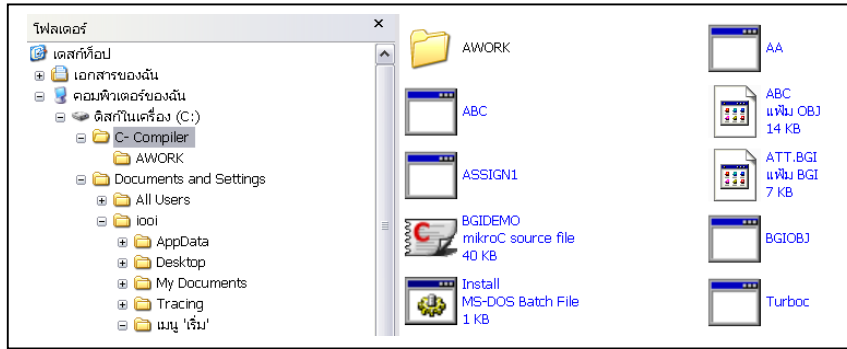 โฟลเดอร์
เดสก์ท็อป
เอกสารของฉัน
คอมพิวเตอร์ของฉัน
ดิสก์ในเครื่อง (C:)
C- Compiler
AWORK
Documents and Settings
All Users
iooi
AppData
Desktop
My Documents
Tracing
เมนู 'เริ่ม'
AWORK
AA
ABC
ABC
แฟ้ม OBJ
14 KB
ASSIGN1
ATT.BGI
แฟ้ม BGI
7 KB
BGIDEMO
mikroC source file
40 KB
BGIOBJ
Install
MS-DOS Batch File
1 KB
Turboc